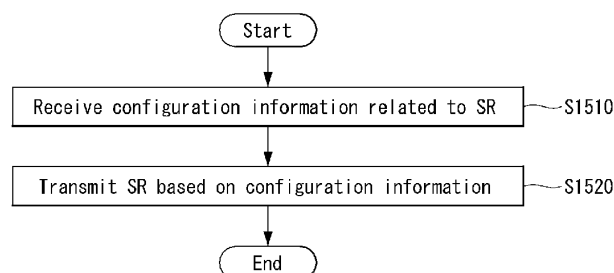 Start
Receive configuration information related to SR
S1510
Transmit SR based on configuration information
S1520
End